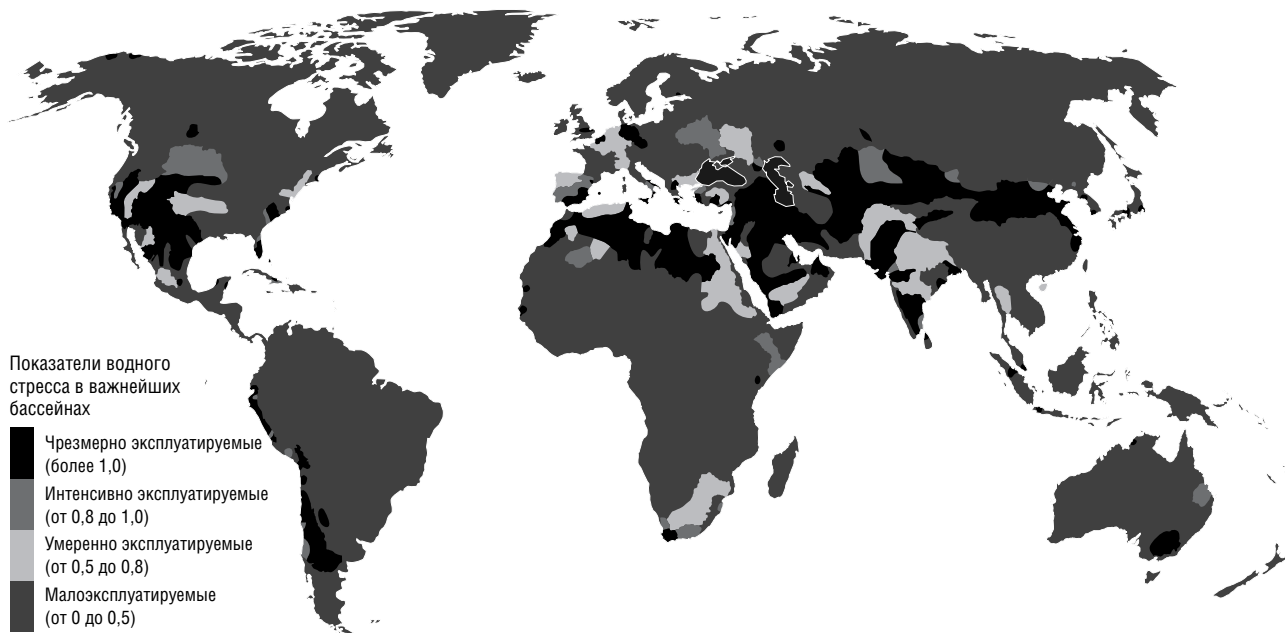 Показатели водного
стресса в важнейших
бассейнах
Чрезмерно эксплуатируемые
(более 1,0)
Интенсивно эксплуатируемые
(от 0,8 до 1,0)
Умеренно эксплуатируемые
(от 0,5 до 0,8)
Малоэксплуатируемые
(от 0 до 0,5)